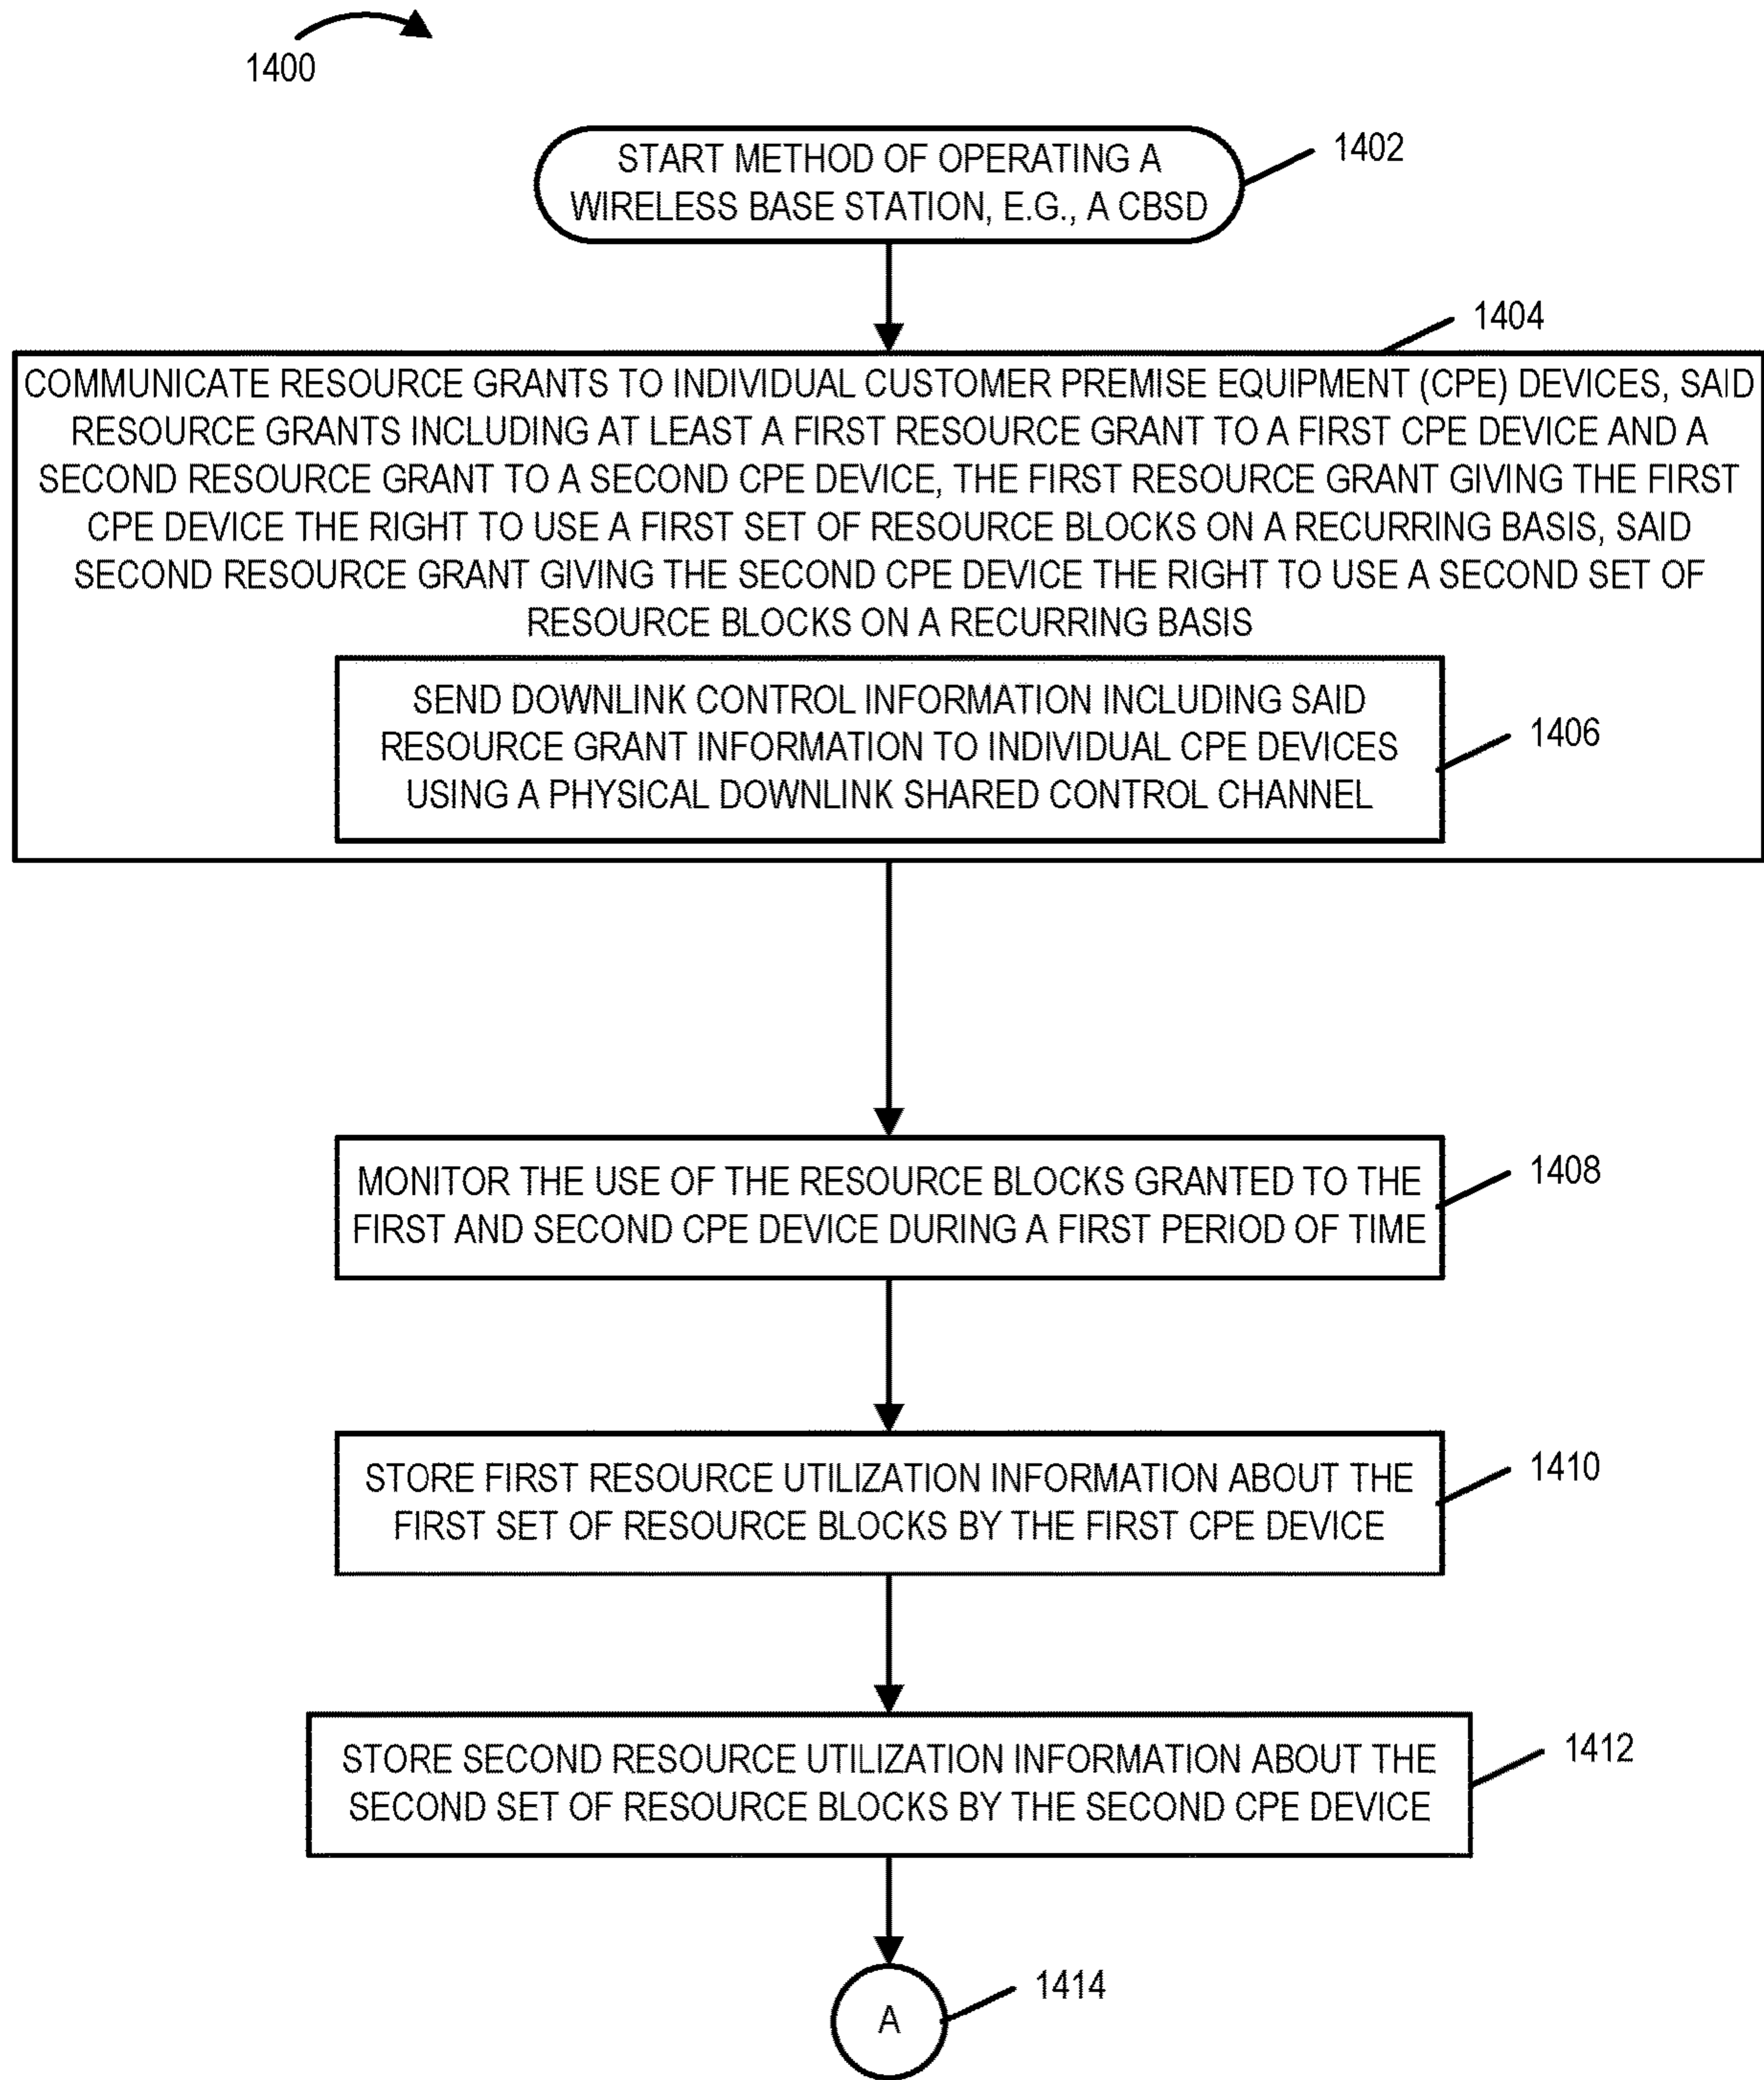 1400
START METHOD OF OPERATING A
WIRELESS BASE STATION, E.G., A CBSD
1402
1404
COMMUNICATE RESOURCE GRANTS TO INDIVIDUAL CUSTOMER PREMISE EQUIPMENT (CPE) DEVICES, SAID
RESOURCE GRANTS INCLUDING AT LEAST A FIRST RESOURCE GRANT TO A FIRST CPE DEVICE AND A
SECOND RESOURCE GRANT TO A SECOND CPE DEVICE, THE FIRST RESOURCE GRANT GIVING THE FIRST
CPE DEVICE THE RIGHT TO USE A FIRST SET OF RESOURCE BLOCKS ON A RECURRING BASIS, SAID
SECOND RESOURCE GRANT GIVING THE SECOND CPE DEVICE THE RIGHT TO USE A SECOND SET OF
RESOURCE BLOCKS ON A RECURRING BASIS
SEND DOWNLINK CONTROL INFORMATION INCLUDING SAID
RESOURCE GRANT INFORMATION TO INDIVIDUAL CPE DEVICES
USING A PHYSICAL DOWNLINK SHARED CONTROL CHANNEL
1406
MONITOR THE USE OF THE RESOURCE BLOCKS GRANTED TO THE
FIRST AND SECOND CPE DEVICE DURING A FIRST PERIOD OF TIME
1408
STORE FIRST RESOURCE UTILIZATION INFORMATION ABOUT THE
FIRST SET OF RESOURCE BLOCKS BY THE FIRST CPE DEVICE
1410
STORE SECOND RESOURCE UTILIZATION INFORMATION ABOUT THE
SECOND SET OF RESOURCE BLOCKS BY THE SECOND CPE DEVICE
1412
A
1414